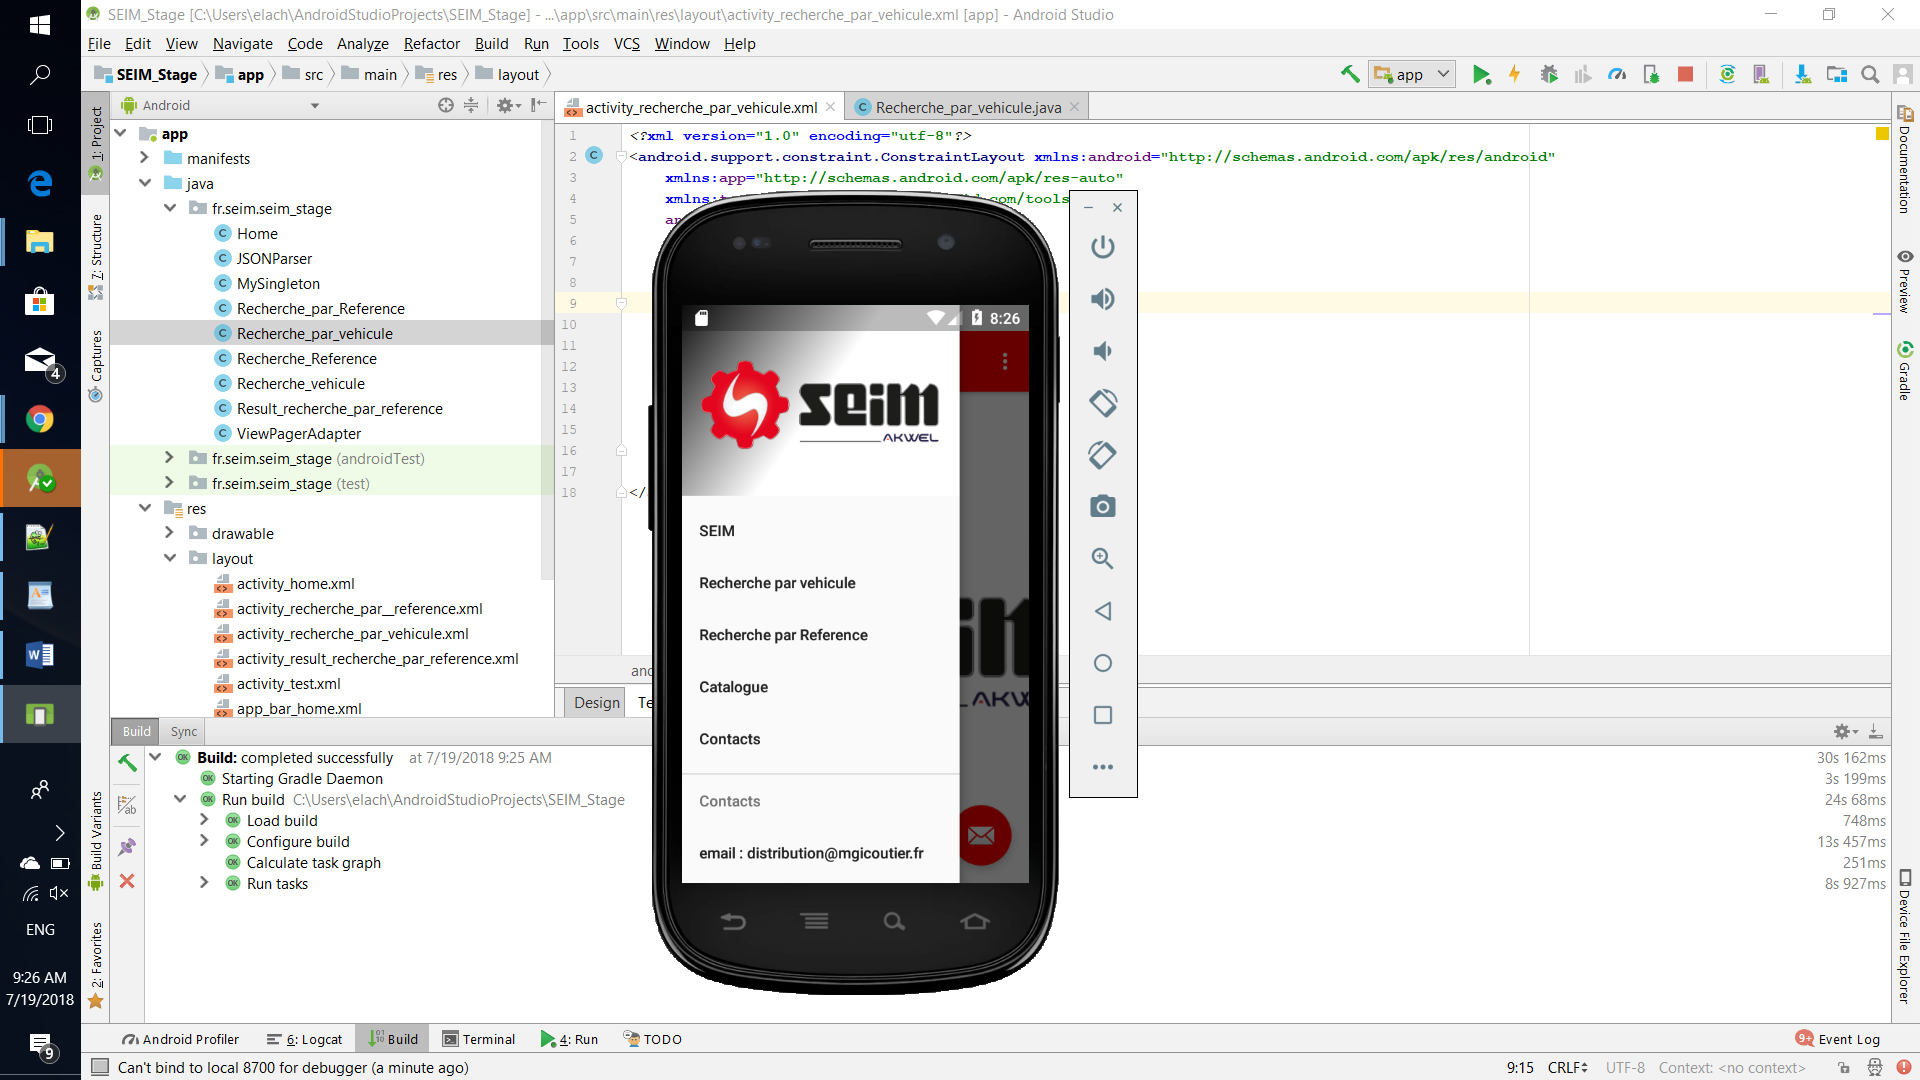 SEIM_Stage [C:\Users\elach\AndroidStudioProjects\SEIM_Stage] - ...\app\src\main\res\layout\activity_recherche_par_vehicule.xml [app] - Android Studio
File Edit View Navigate Code Analyze Refactor Build Run Tools VCS Window Help
SEIM_Stage app src main res layout
app
1: Project
7: Structure
Captures
Build Variants
2: Favorites
Android
app
manifests
java
fr.seim.seim_stage
Home
JSONParser
MySingleton
Recherche_par_Reference
Recherche_par_vehicule
Recherche_Reference
Recherche_vehicule
Result_recherche_par_reference
ViewPagerAdapter
fr.seim.seim_stage (androidTest)
fr.seim.seim_stage (test)
res
drawable
layout
activity_home.xml
activity_recherche_par__reference.xml
activity_recherche_par_vehicule.xml
activity_result_recherche_par_reference.xml
activity_test.xml
app_bar_home.xml
activity_recherche_par_vehicule.xml Recherche_par_vehicule.java
1 <?xml version="1.0" encoding="utf-8"?>
2 <android.support.constraint.ConstraintLayout xmlns:android="http://schemas.android.com/apk/res/android"
3 xmlns:app="http://schemas.android.com/apk/res-auto"
4 .com/tools
5
6
7
8
9
10
11
12
13
14
15
16
17
18 </
Design
8:26
seim
AKWEL
SEIM
Recherche par vehicule
Recherche par Reference
Catalogue
Contacts
Contacts
email : distribution@mgicoutier.fr
AKW
Documentation
Preview
Gradle
Device File Explorer
Build Sync
Build: completed successfully at 7/19/2018 9:25 AM 30s 162ms
Starting Gradle Daemon 3s 199ms
Run build C:\Users\elach\AndroidStudioProjects\SEIM_Stage 24s 68ms
Load build 748ms
Configure build 13s 457ms
Calculate task graph 251ms
Run tasks 8s 927ms
Android Profiler 6: Logcat Build Terminal 4: Run TODO 9+ Event Log
Can't bind to local 8700 for debugger (a minute ago) 9:15 CRLF UTF-8 Context: <no context>
4
ENG
9:26 AM
7/19/2018
9